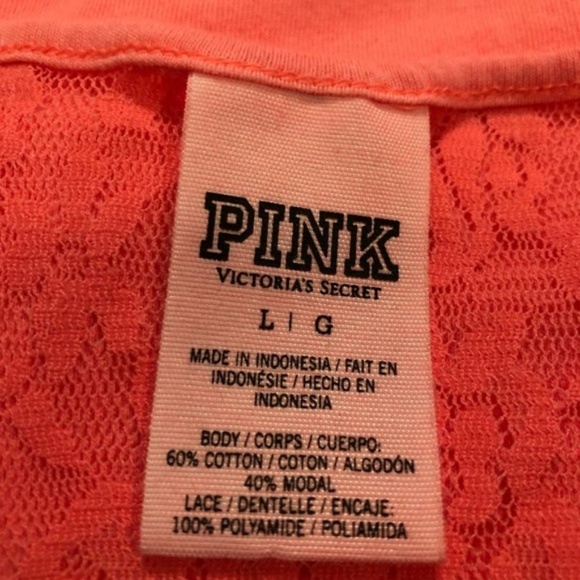 PINK
VICTORIA'S SECRET
L | G
MADE IN INDONESIA / FAIT EN
INDONÉSIE / HECHO EN
INDONESIA
BODY / CORPS / CUERPO:
60% COTTON / COTON / ALGODÓN
40% MODAL
LACE / DENTELLE / ENCAJE:
100% POLYAMIDE / POLIAMIDA